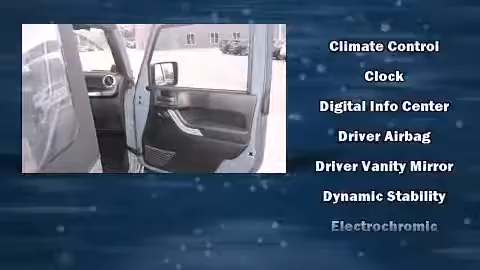 Climate Control
Clock
Digital Info Center
Driver Airbag
Driver Vanity Mirror
Dynamic Stability
Electrochromic